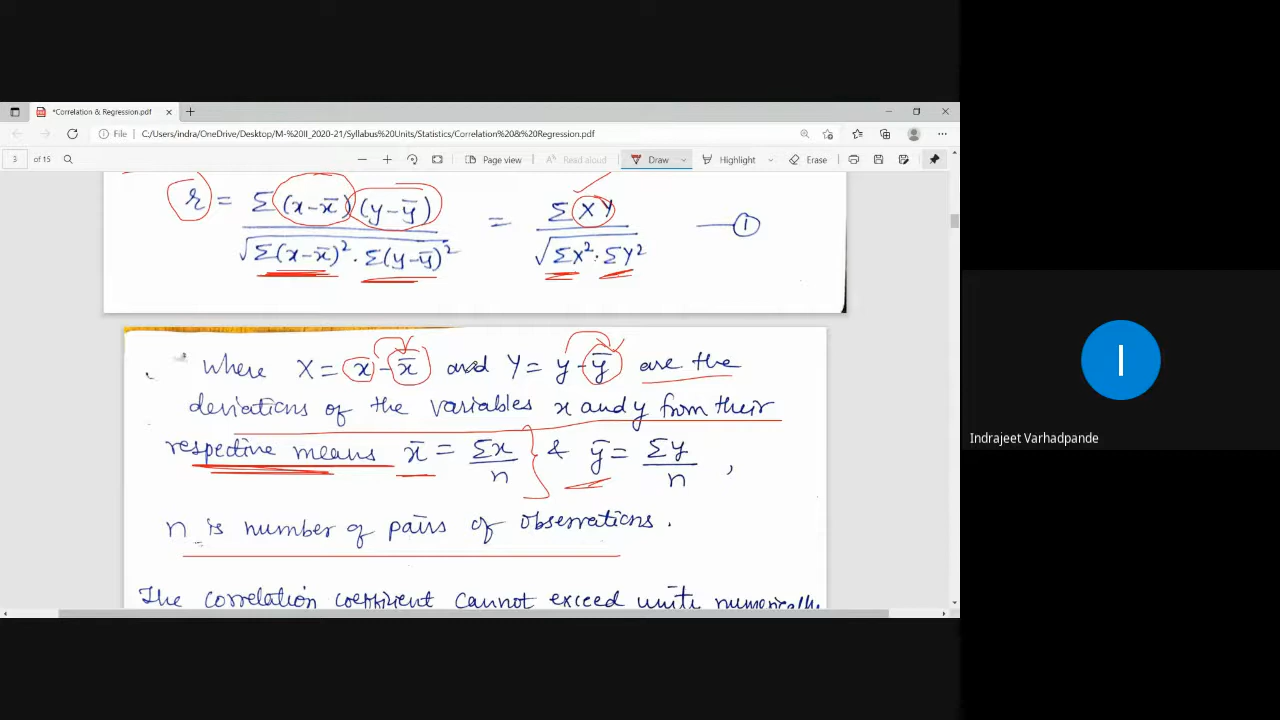 *Correlation & Regression.pdf
File C:/Users/indra/OneDrive/Desktop/M-%20II_2020-21/Syllabus%20Units/Statistics/Correlation%20&%20Regression.pdf
3 of 15 Page view Read aloud Draw Highlight Erase
r = Σ(x-x̄)(y-ȳ) / √Σ(x-x̄)² · Σ(y-ȳ)² = ΣXY / √ΣX² · ΣY² —①
where X = x - x̄ and Y = y - ȳ are the
deviations of the variables x and y from their
respective means x̄ = Σx/n & ȳ = Σy/n ,
n is number of pairs of observations.
The correlation coefficient cannot exceed unity numerically
I
Indrajeet Varhadpande